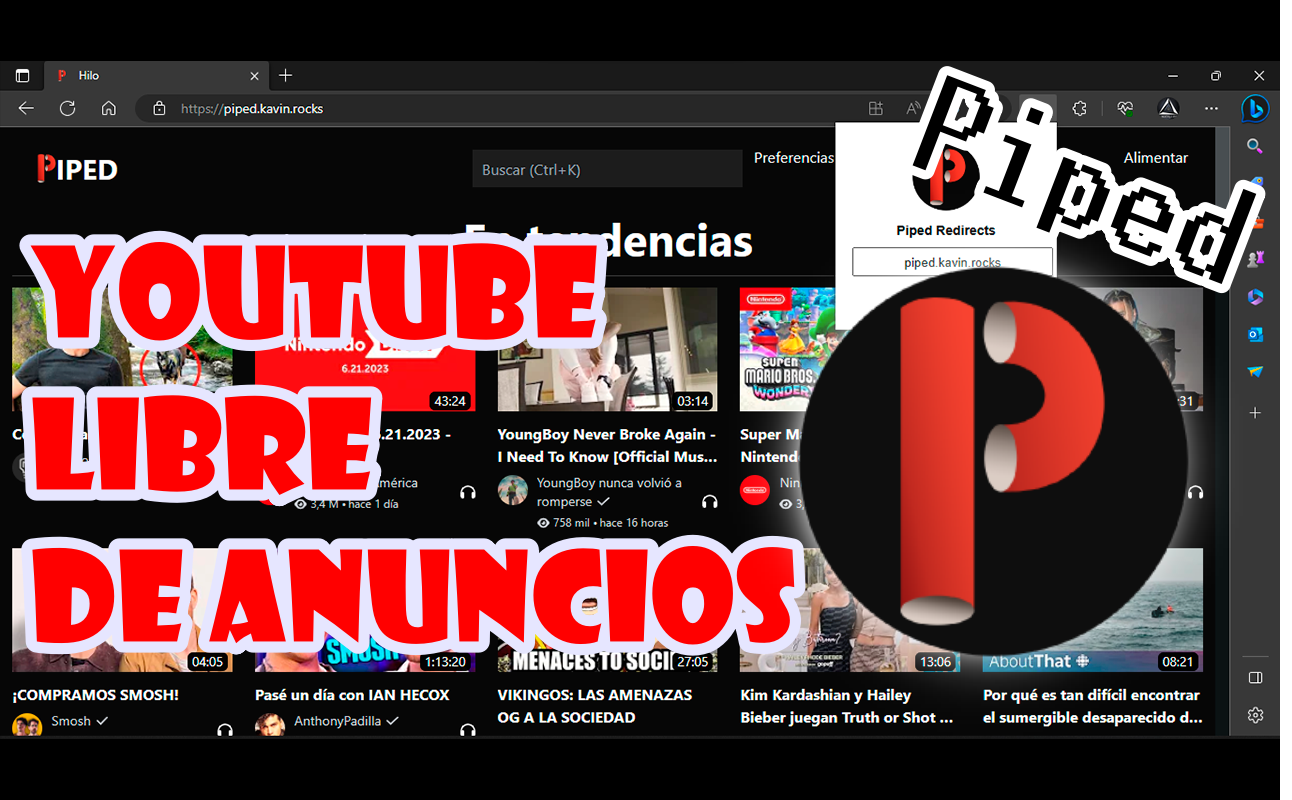 Hilo
https://piped.kavin.rocks
PIPED
Buscar (Ctrl+K)
Preferencias
Alimentar
Piped
Piped Redirects
piped.kavin.rocks
dencias
YOUTUBE
LIBRE
DE ANUNCIOS
Nintendo
6.21.2023
43:24
03:14
Nintendo
SUPER
MARIO BROS.
WONDER
:31
.21.2023 -
YoungBoy Never Broke Again -
I Need To Know [Official Mus...
YoungBoy nunca volvió a
romperse
758 mil • hace 16 horas
3,4 M • hace 1 día
Super M
Nintend
Nin
04:05
SMOSH
1:13:20
MENACES TO SOCI
27:05
13:06
AboutThat
08:21
¡COMPRAMOS SMOSH!
Smosh
Pasé un día con IAN HECOX
AnthonyPadilla
VIKINGOS: LAS AMENAZAS
OG A LA SOCIEDAD
Kim Kardashian y Hailey
Bieber juegan Truth or Shot ...
Por qué es tan difícil encontrar
el sumergible desaparecido d...